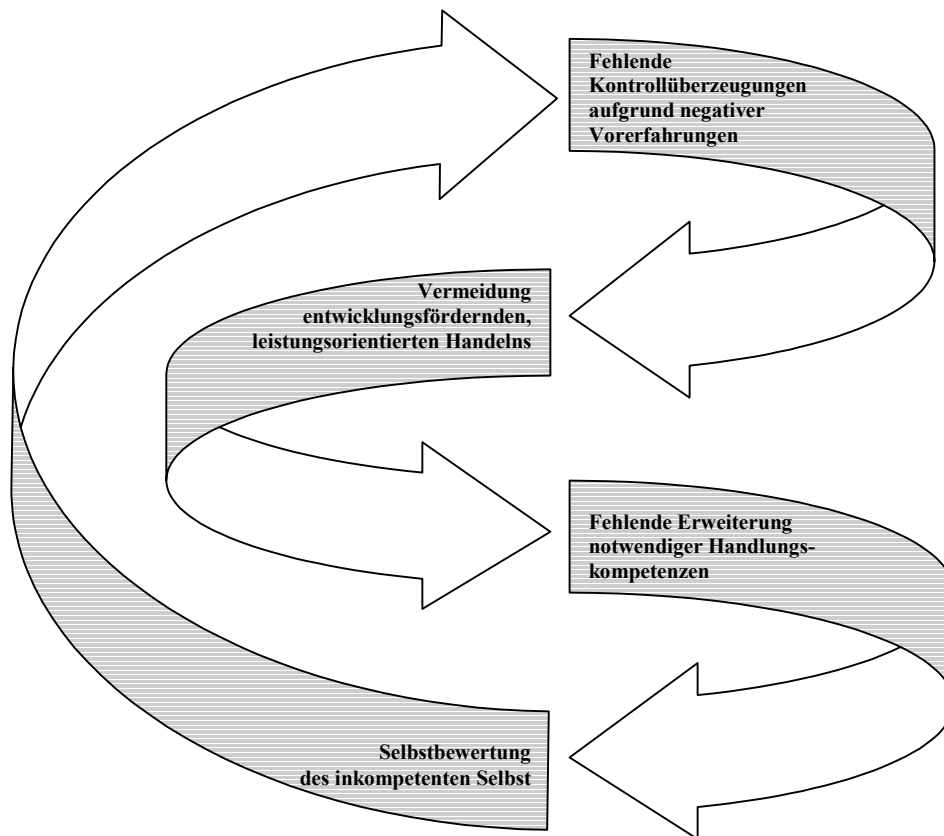 Fehlende
Kontrollüberzeugungen
aufgrund negativer
Vorerfahrungen
Vermeidung
entwicklungsfördernden,
leistungsorientierten Handelns
Fehlende Erweiterung
notwendiger Handlungs-
kompetenzen
Selbstbewertung
des inkompetenten Selbst